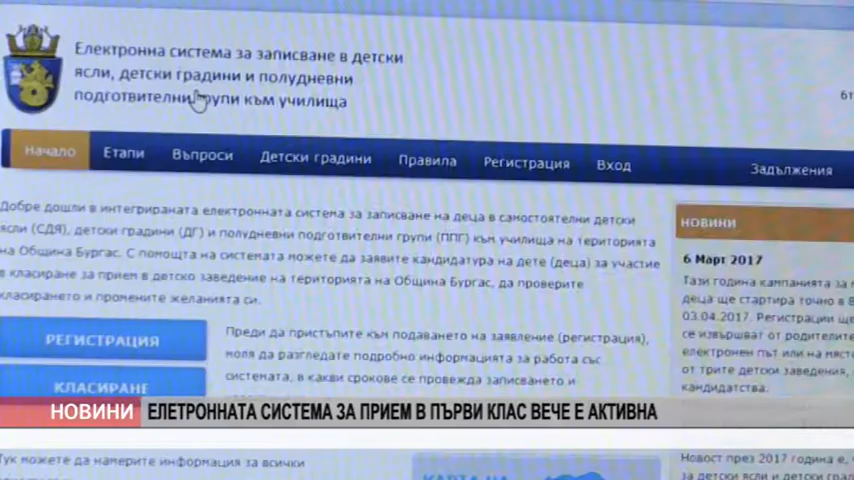 Електронна система за записване в детски
ясли, детски градини и полудневни
подготвителни групи към училища
Начало Етапи Въпроси Детски градини Правила Регистрация Вход Задължения
Добре дошли в интегрираната електронната система за записване на деца в самостоятелни детски
ясли (СДЯ), детски градини (ДГ) и полудневни подготвителни групи (ППГ) към училища на територията
на Община Бургас. С помощта на системата можете да заявите кандидатура на дете (деца) за участие
в класиране за прием в детско заведение на територията на Община Бургас, да проверите
класирането и промените желанията си.
РЕГИСТРАЦИЯ
КЛАСИРАНЕ
Преди да пристъпите към подаването на заявление (регистрация),
моля да разгледате подробно информацията за работа със
системата, в какви срокове се провежда записването и
НОВИНИ
6 Март 2017
Тази година кампанията за
деца ще стартира точно в
03.04.2017. Регистрации ще
се извършват от родителите
електронен път или на място
от трите детски заведения,
кандидатства.
НОВИНИ ЕЛЕТРОННАТА СИСТЕМА ЗА ПРИЕМ В ПЪРВИ КЛАС ВЕЧЕ Е АКТИВНА
Тук можете да намерите информация за всички
КАРТА НА
Новост през 2017 година е,
за детски ясли и детски